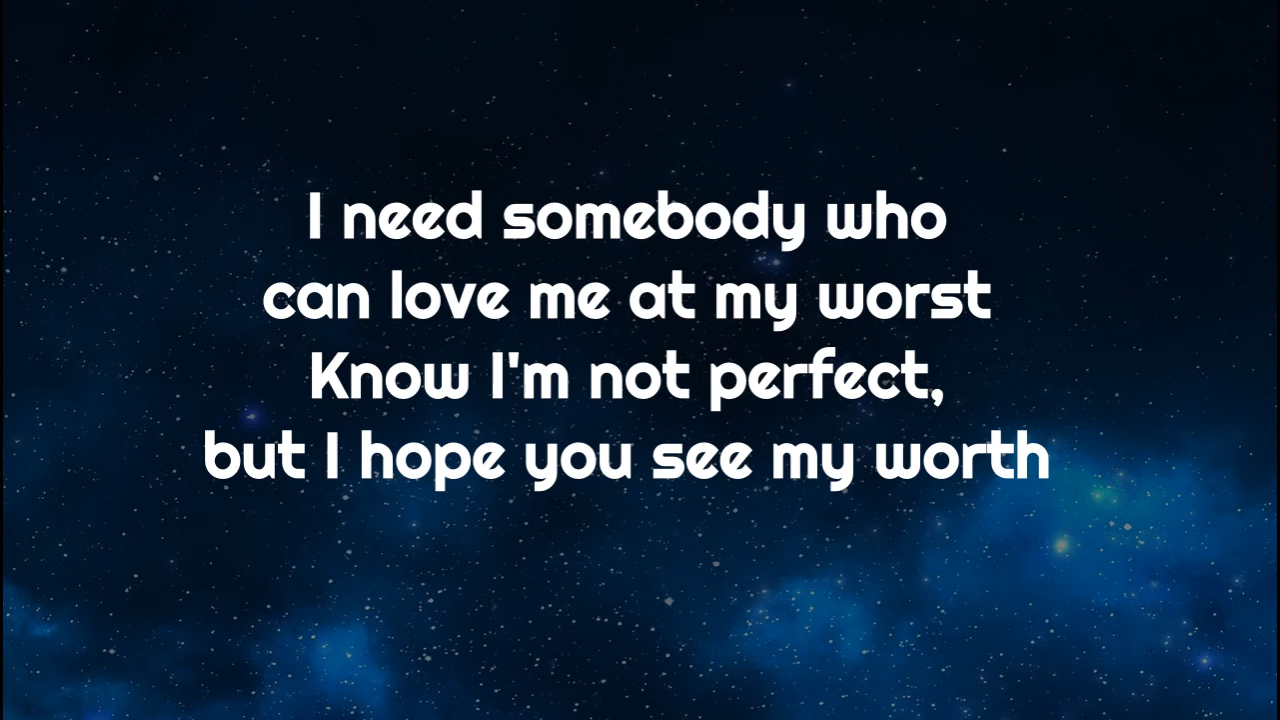 I need somebody who
can love me at my worst
Know I'm not perfect,
but I hope you see my worth